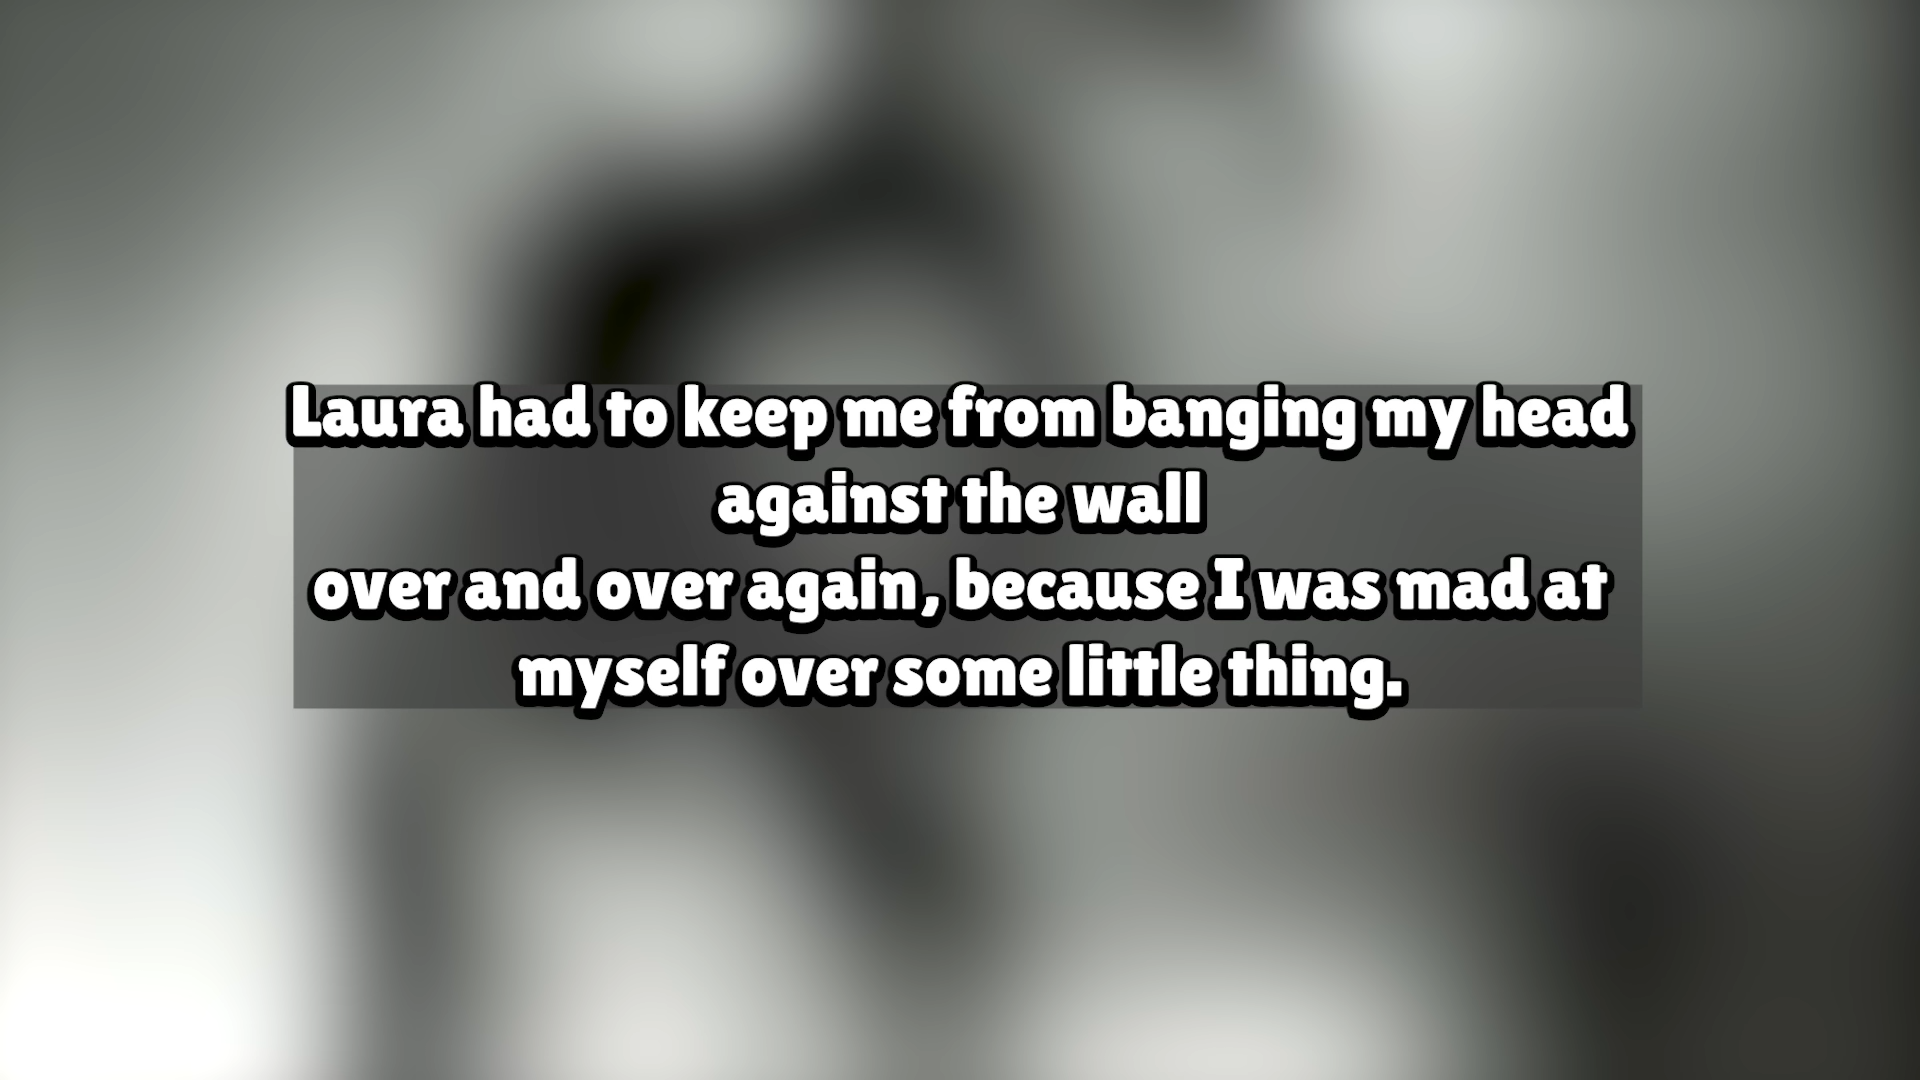 Laura had to keep me from banging my head
against the wall
over and over again, because I was mad at
myself over some little thing.